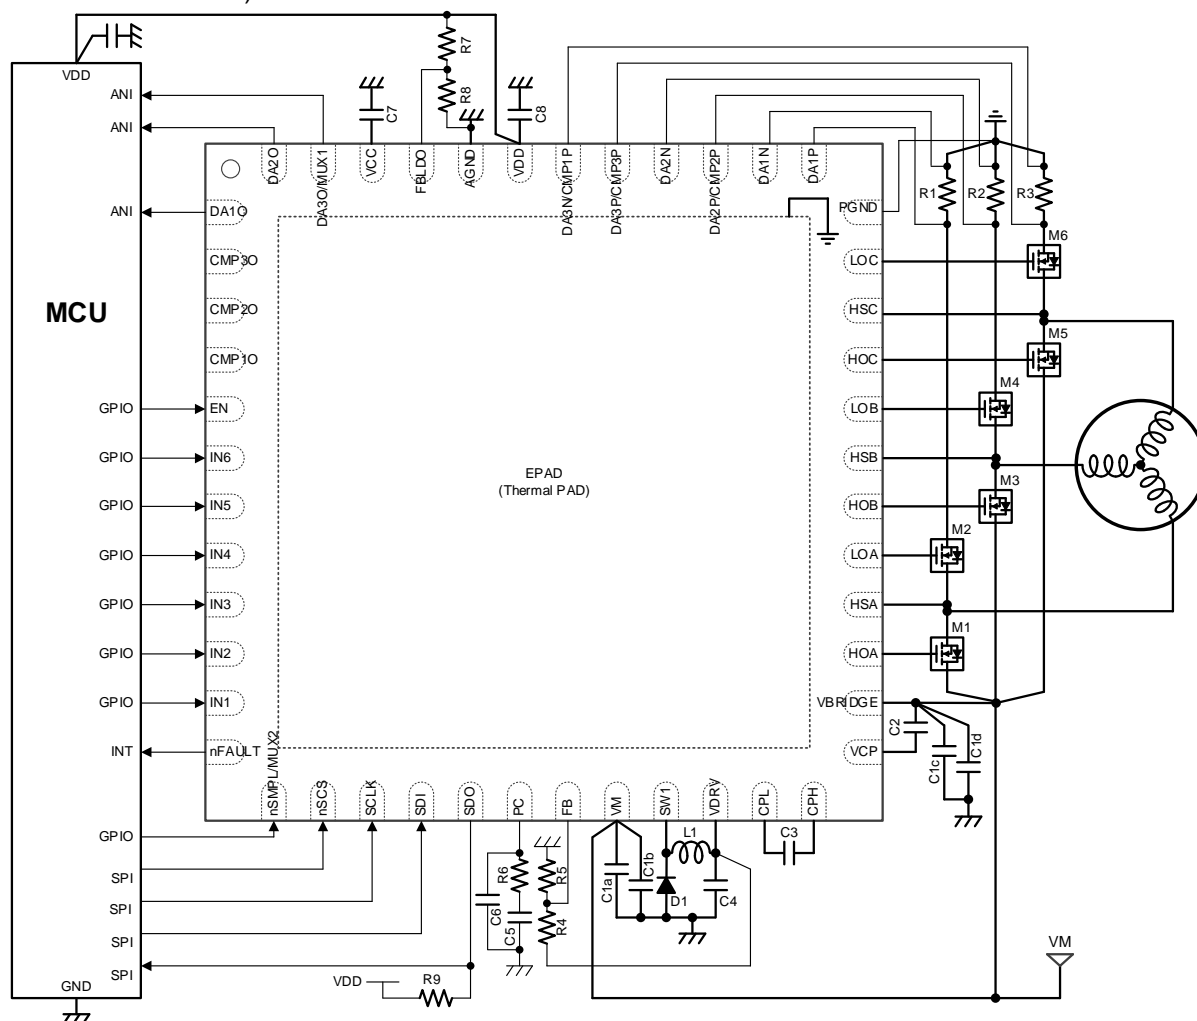 )
VDD
R7
R8
C7
C8
ANI
ANI
DA2O
DA3O/MUX1
VCC
FBLDO
AGND
VDD
DA3N/CMP1P
DA3P/CMP3P
DA2N
DA2P/CMP2P
DA1N
DA1P
ANI
DA1O
PGND
R1
R2
R3
M6
CMP3O
LOC
CMP2O
HSC
MCU
M5
CMP1O
HOC
M4
GPIO
EN
LOB
GPIO
IN6
HSB
EPAD
(Thermal PAD)
M3
GPIO
IN5
HOB
M2
GPIO
IN4
LOA
GPIO
IN3
HSA
M1
GPIO
IN2
HOA
GPIO
IN1
VBRIDGE
C2
INT
nFAULT
VCP
C1c
C1d
nSMPL/MUX2
nSCS
SCLK
SDI
SDO
PC
FB
VM
SW1
VDRV
CPL
CPH
GPIO
L1
C3
SPI
R6
R5
C1a
C1b
D1
C4
SPI
C6
C5
R4
SPI
VM
SPI
VDD
R9
GND